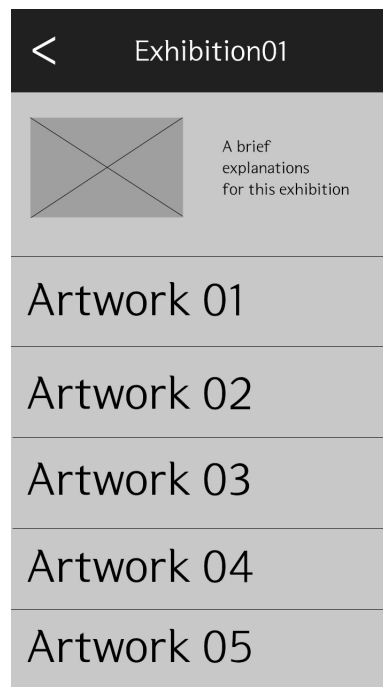 < Exhibition01
A brief
explanations
for this exhibition
Artwork 01
Artwork 02
Artwork 03
Artwork 04
Artwork 05